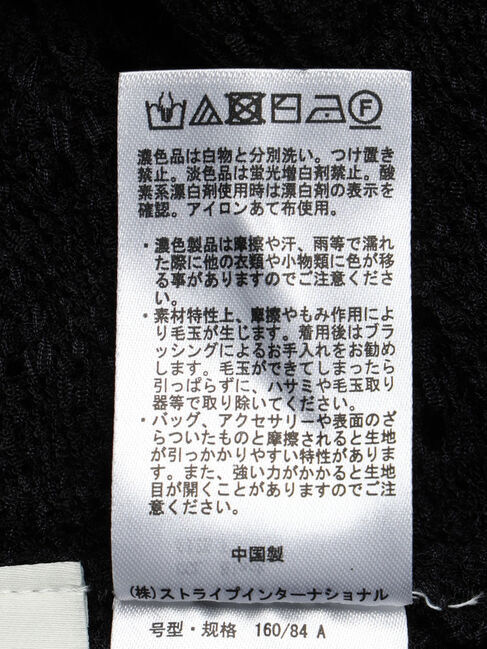 F
濃色品は白物と分別洗い。つけ置き
禁止。淡色品は蛍光増白剤禁止。酸
素系漂白剤使用時は漂白剤の表示を
確認。アイロンあて布使用。
・濃色製品は摩擦や汗、雨等で濡れ
た際に他の衣類や小物類に色が移
る事がありますのでご注意くださ
い。
・素材特性上、摩擦やもみ作用によ
り毛玉が生じます。着用後はブラ
ッシングによるお手入れをお勧め
します。毛玉ができてしまったら
引っぱらずに、ハサミや毛玉取り
器等で取り除いてください。
・バッグ、アクセサリーや表面のざ
らついたものと摩擦されると生地
が引っかかりやすい特性がありま
す。また、強い力がかかると生地
目が開くことがありますのでご注
意ください。
中国製
(株)ストライプインターナショナル
号型・规格 160/84 A